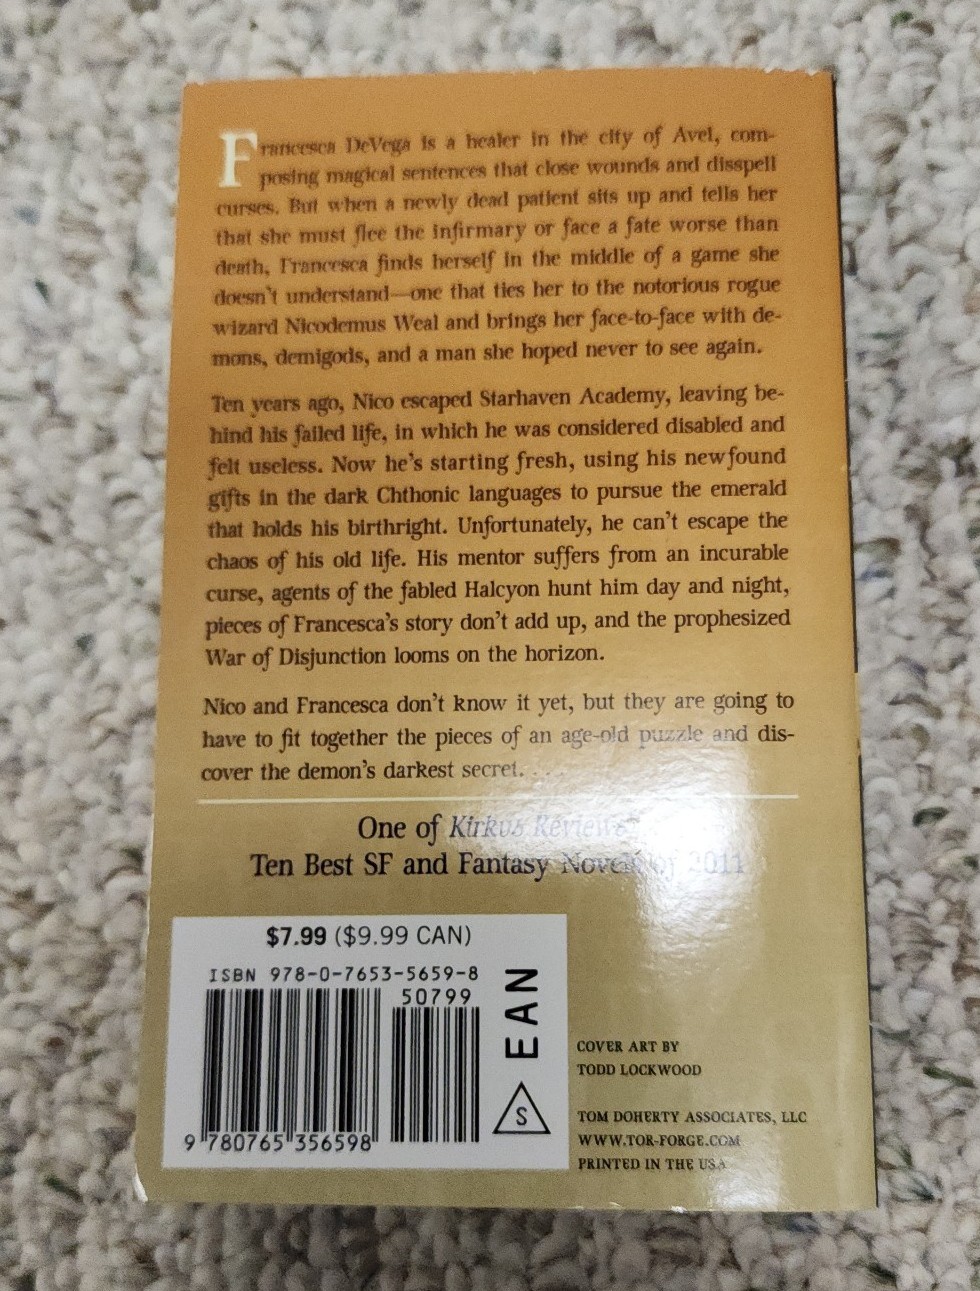 Francesca DeVega is a healer in the city of Avel, com-
posing magical sentences that close wounds and disspell
curses. But when a newly dead patient sits up and tells her
that she must flee the infirmary or face a fate worse than
death, Francesca finds herself in the middle of a game she
doesn't understand—one that ties her to the notorious rogue
wizard Nicodemus Weal and brings her face-to-face with de-
mons, demigods, and a man she hoped never to see again.
Ten years ago, Nico escaped Starhaven Academy, leaving be-
hind his failed life, in which he was considered disabled and
felt useless. Now he's starting fresh, using his newfound
gifts in the dark Chthonic languages to pursue the emerald
that holds his birthright. Unfortunately, he can't escape the
chaos of his old life. His mentor suffers from an incurable
curse, agents of the fabled Halcyon hunt him day and night,
pieces of Francesca's story don't add up, and the prophesized
War of Disjunction looms on the horizon.
Nico and Francesca don't know it yet, but they are going to
have to fit together the pieces of an age-old puzzle and dis-
cover the demon's darkest secret. . . .
One of Kirkus Reviews'
Ten Best SF and Fantasy Novels of 2011
$7.99 ($9.99 CAN)
ISBN 978-0-7653-5659-8
50799
EAN
S
9 780765 356598
COVER ART BY
TODD LOCKWOOD
TOM DOHERTY ASSOCIATES, LLC
WWW.TOR-FORGE.COM
PRINTED IN THE USA